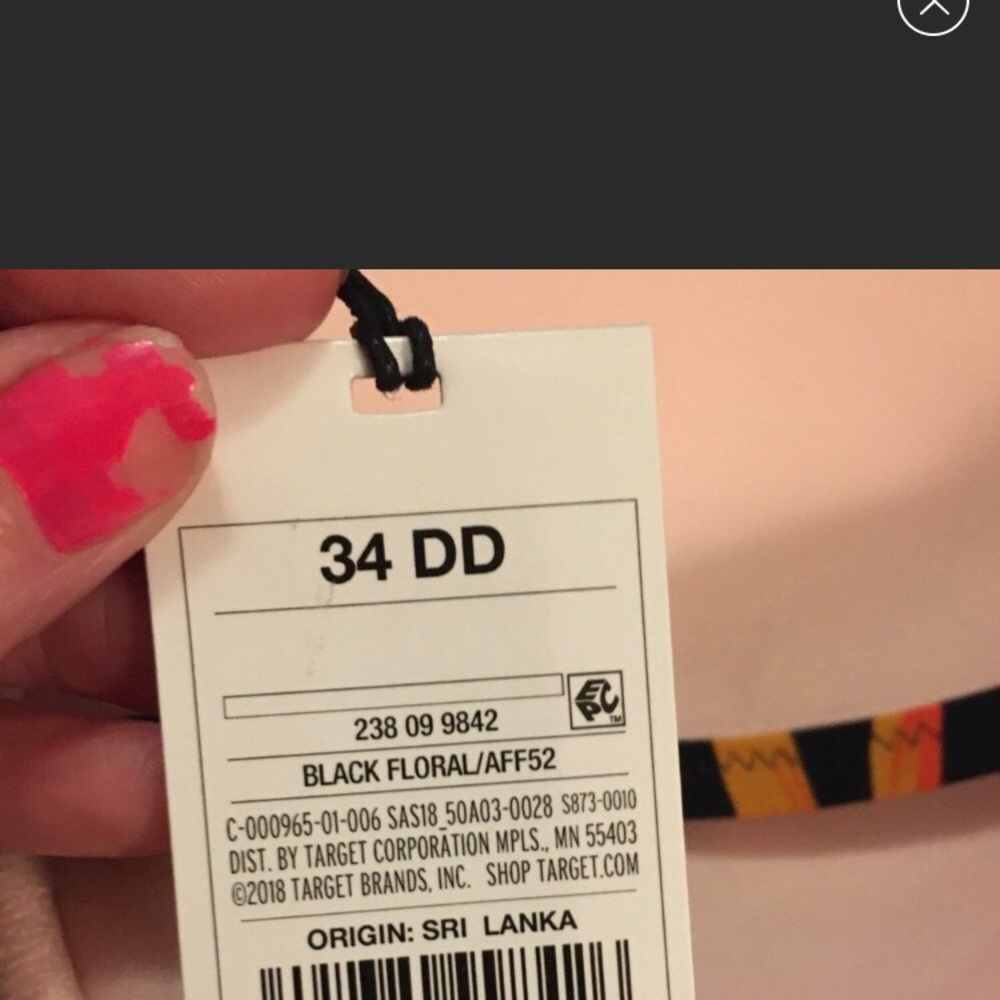 34 DD
EPC™
238 09 9842
BLACK FLORAL/AFF52
C-000965-01-006 SAS18_50A03-0028 S873-0010
DIST. BY TARGET CORPORATION MPLS., MN 55403
©2018 TARGET BRANDS, INC. SHOP TARGET.COM
ORIGIN: SRI LANKA